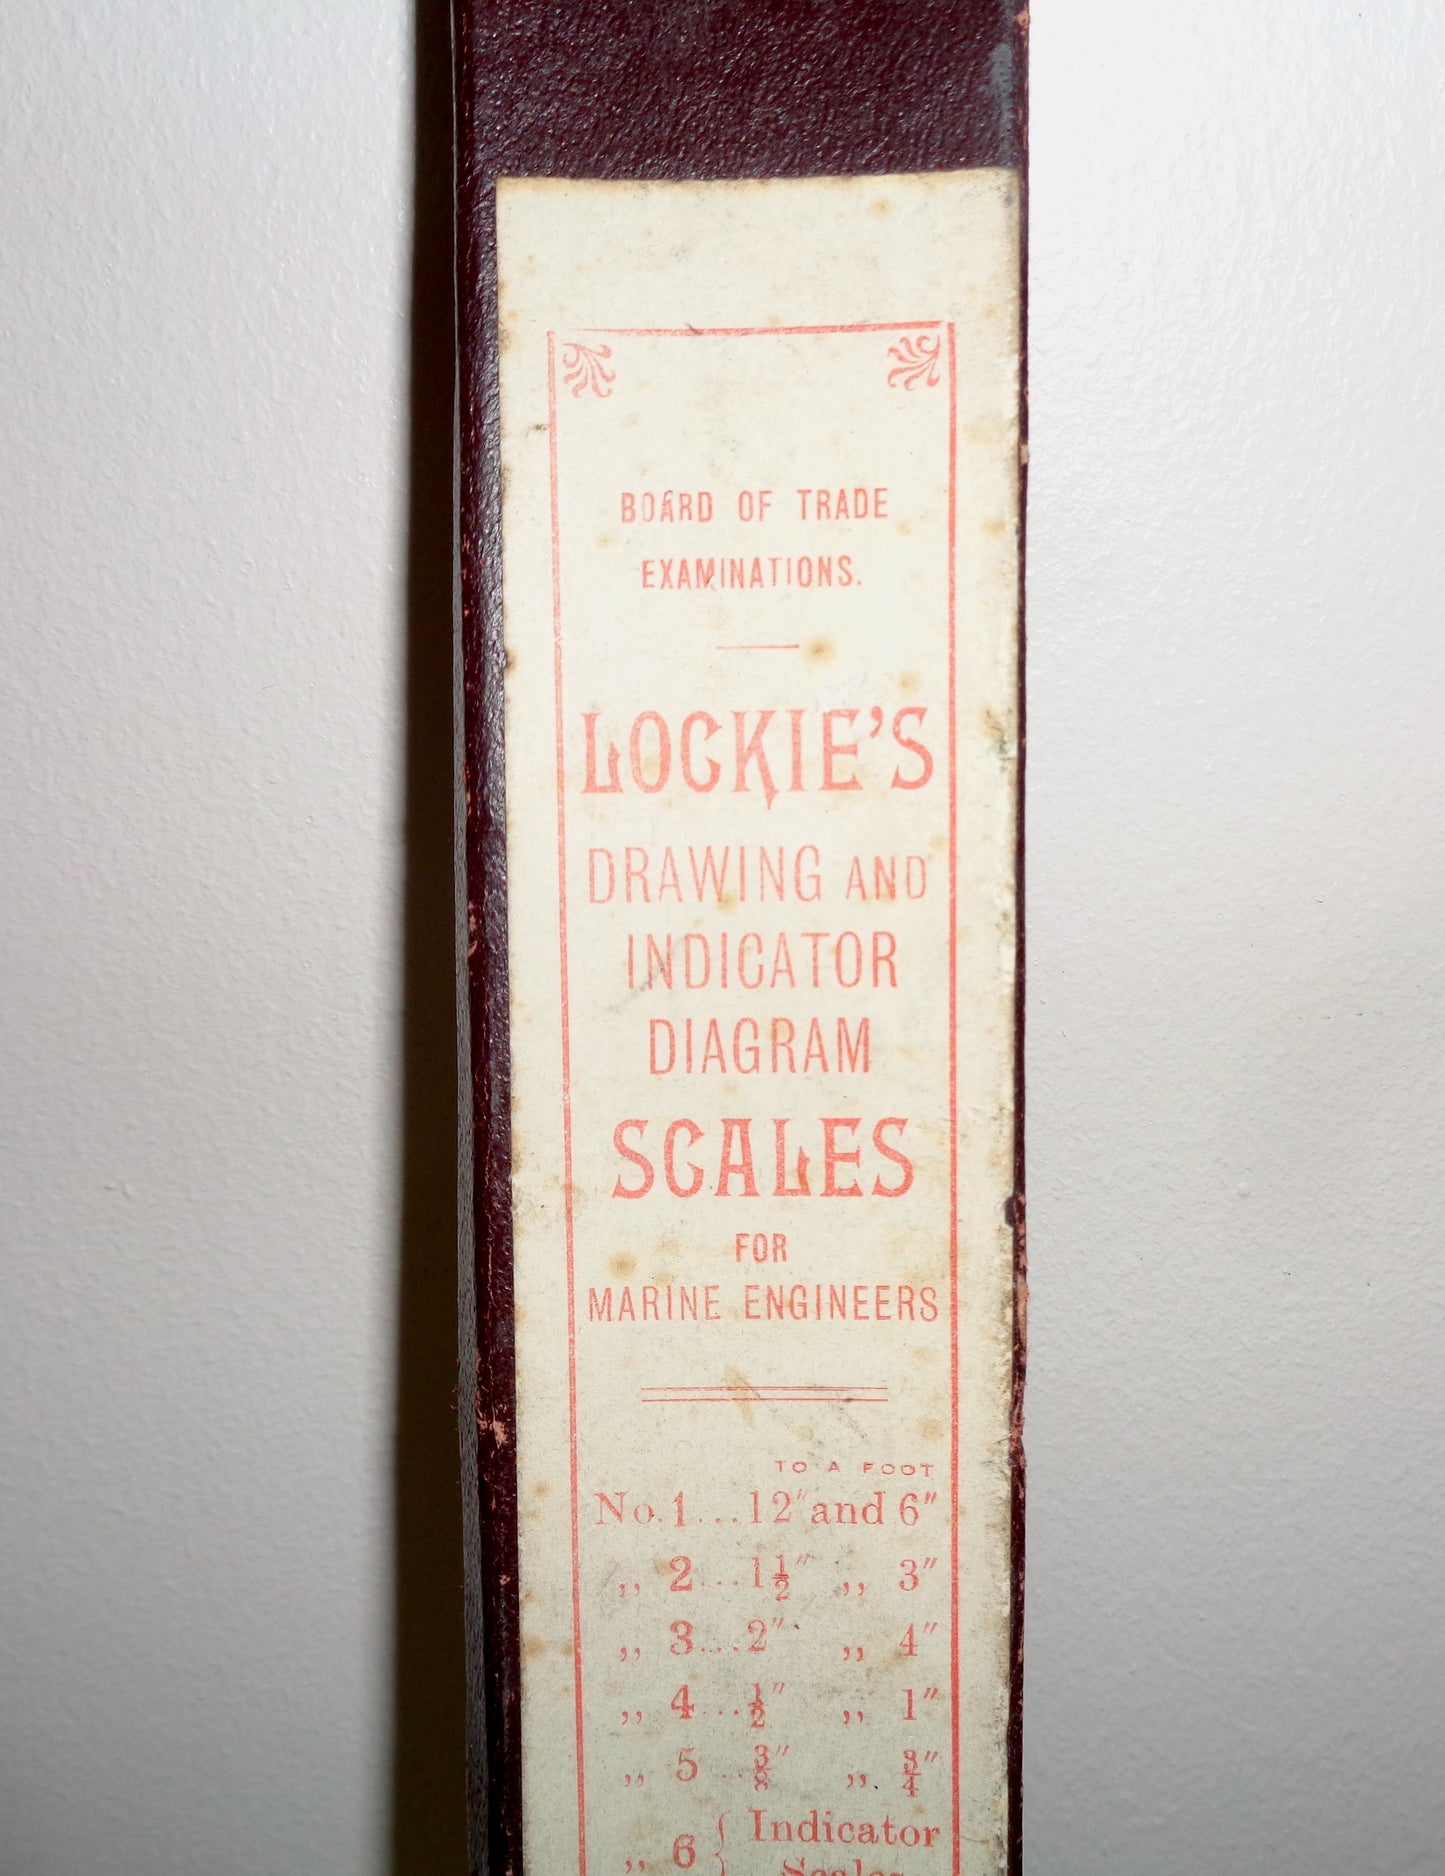 BOARD OF TRADE
EXAMINATIONS.
LOCKIE'S
DRAWING AND
INDICATOR
DIAGRAM
SCALES
FOR
MARINE ENGINEERS
TO A FOOT
No. 1...12" and 6"
„ 2...1½" „ 3"
„ 3...2" „ 4"
„ 4...½" „ 1"
„ 5...⅜" „ ¾"
„ 6 { Indicator
Scales